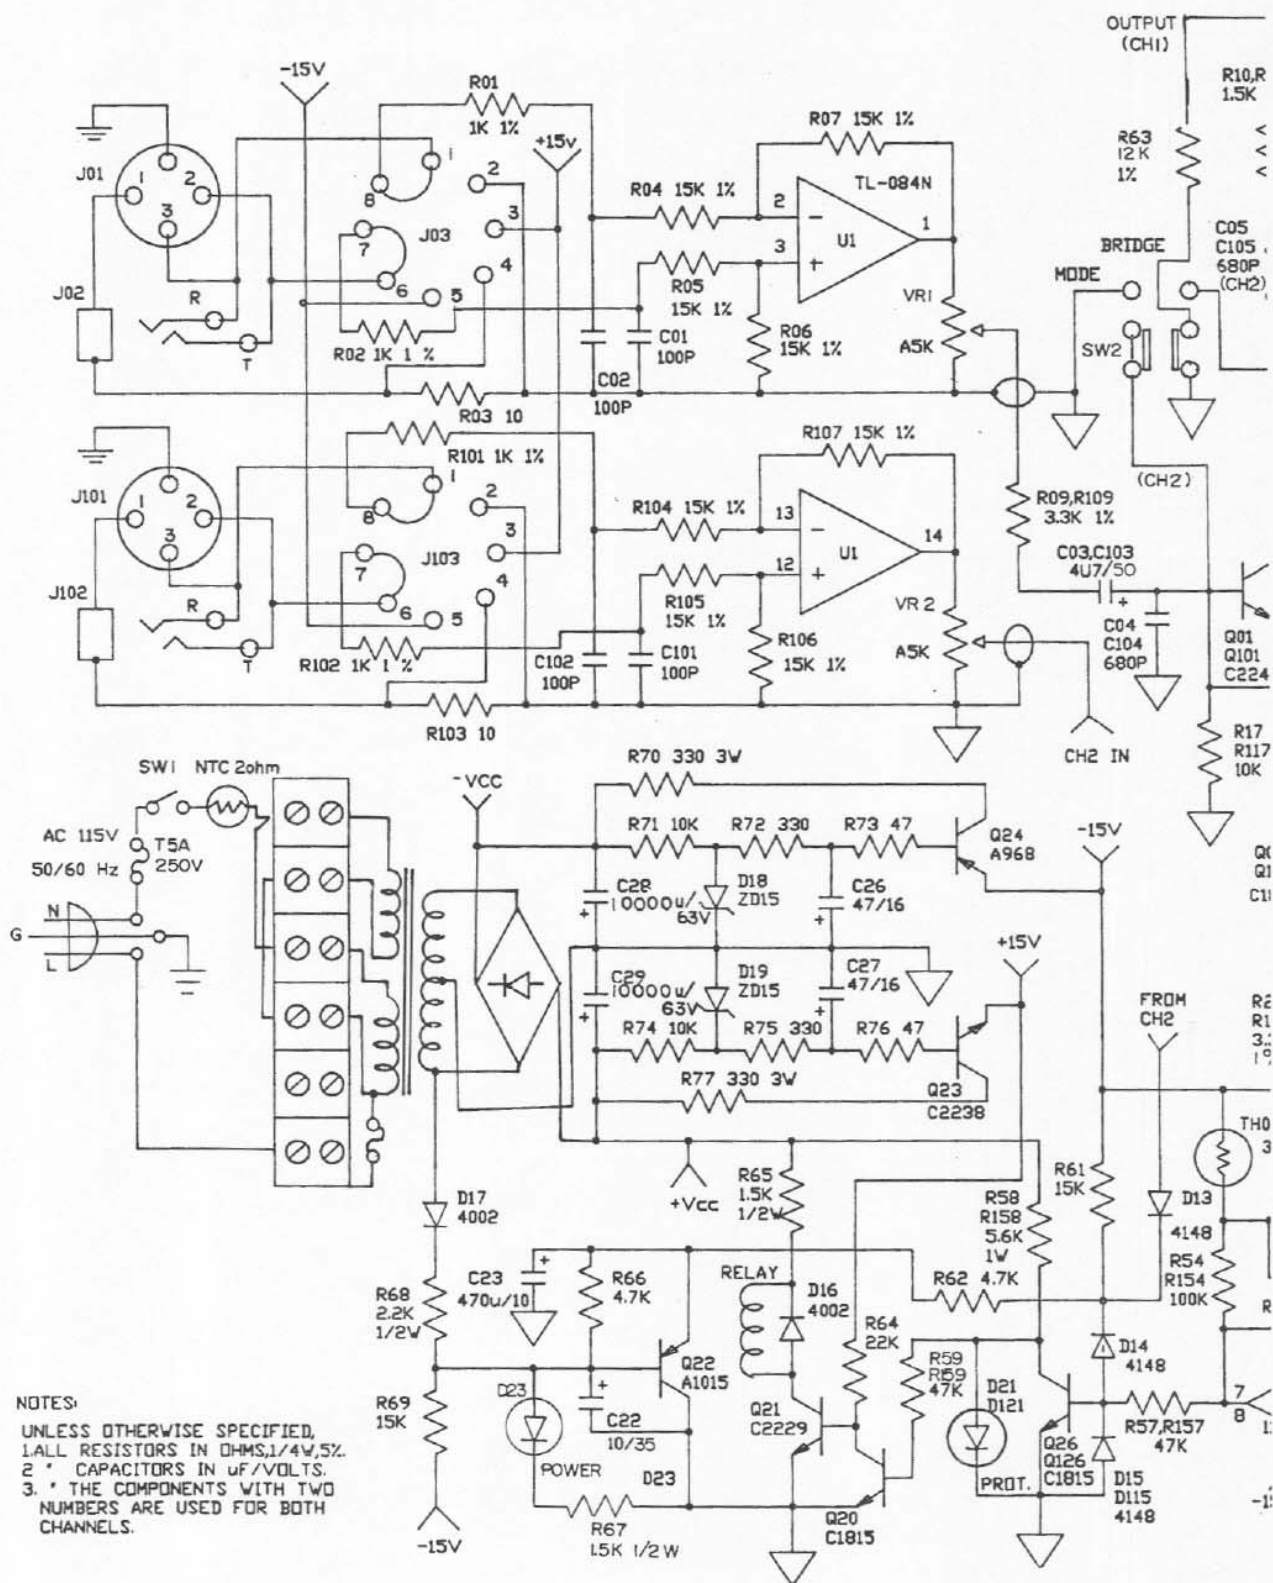 OUTPUT
(CH1)
-15V
R01
1K 1%
+15v
R07 15K 1%
R10,R
1.5K
R63
12K
1%
J01
1
2
3
1
2
3
4
5
6
7
8
J03
R04 15K 1%
2
3
TL-084N
U1
1
R05
15K 1%
R06
15K 1%
VR1
A5K
BRIDGE
MODE
SW2
C05
C105
680P
(CH2)
J02
R
T
R02 1K 1 %
C01
100P
C02
100P
R03 10
R101 1K 1%
R107 15K 1%
(CH2)
J101
1
2
3
1
2
3
4
5
6
7
8
J103
R104 15K 1%
13
12
U1
14
R105
15K 1%
R106
15K 1%
VR2
A5K
R09,R109
3.3K 1%
C03,C103
4U7/50
C04
C104
680P
Q01
Q101
C224
J102
R
T
R102 1K 1 %
C102
100P
C101
100P
R103 10
CH2 IN
R17
R117
10K
SW1
NTC 2ohm
AC 115V
50/60 Hz
T5A
250V
N
G
L
-VCC
R70 330 3W
R71 10K
R72 330
R73 47
Q24
A968
-15V
C28
10000u/
63V
D18
ZD15
C26
47/16
+15V
C29
10000u/
63V
D19
ZD15
C27
47/16
R74 10K
R75 330
R76 47
R77 330 3W
Q23
C2238
FROM
CH2
+Vcc
R65
1.5K
1/2W
R58
R158
5.6K
1W
R61
15K
D13
4148
R54
R154
100K
D17
4002
R68
2.2K
1/2W
C23
470u/10
R66
4.7K
RELAY
D16
4002
R62 4.7K
R64
22K
R59
R159
47K
D14
4148
Q22
A1015
D23
R69
15K
C22
10/35
POWER
D23
R67
1.5K 1/2W
-15V
Q21
C2229
Q20
C1815
D21
D121
PROT.
Q26
Q126
C1815
R57,R157
47K
7
8
D15
D115
4148
NOTES:
UNLESS OTHERWISE SPECIFIED,
1.ALL RESISTORS IN OHMS,1/4W,5%.
2 " CAPACITORS IN uF/VOLTS.
3. " THE COMPONENTS WITH TWO
NUMBERS ARE USED FOR BOTH
CHANNELS.